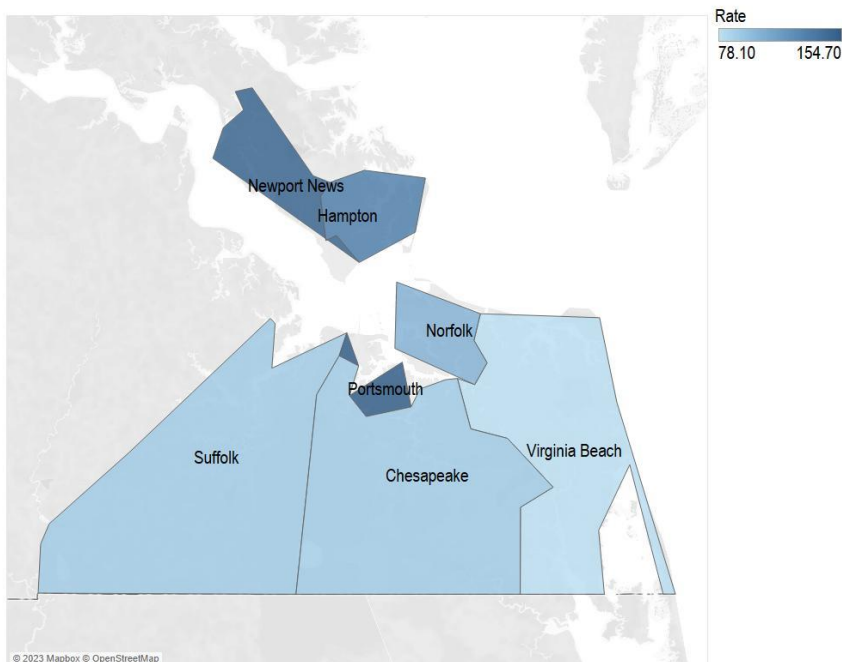 Rate
78.10 154.70
Newport News
Hampton
Norfolk
Portsmouth
Virginia Beach
Suffolk
Chesapeake
© 2023 Mapbox © OpenStreetMap